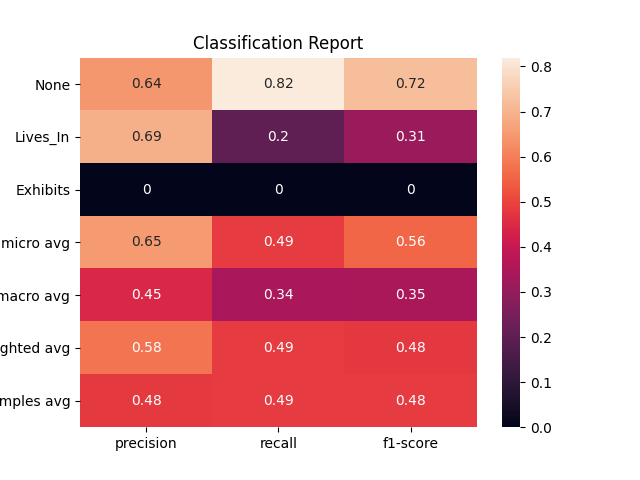 Classification Report
None 0.64 0.82 0.72
Lives_In 0.69 0.2 0.31
Exhibits 0 0 0
micro avg 0.65 0.49 0.56
macro avg 0.45 0.34 0.35
ghted avg 0.58 0.49 0.48
mples avg 0.48 0.49 0.48
precision recall f1-score
0.8
0.7
0.6
0.5
0.4
0.3
0.2
0.1
0.0